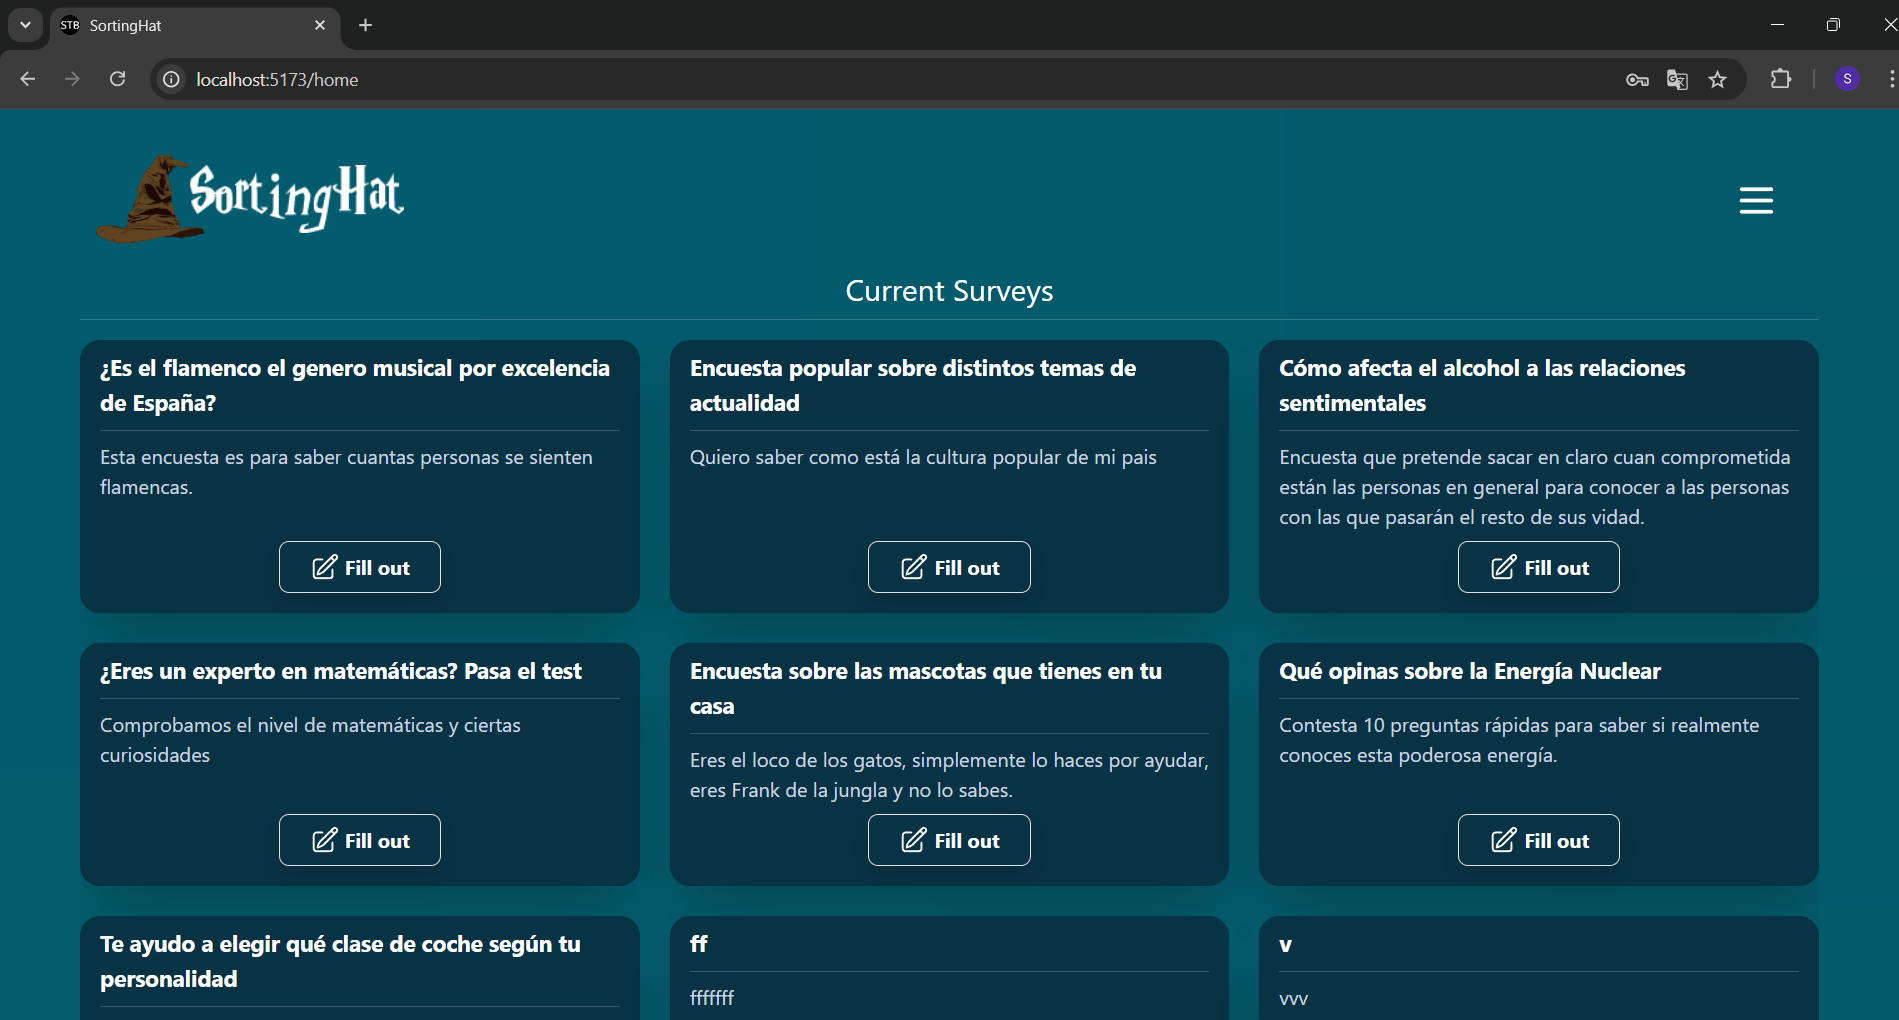 STB SortingHat
localhost:5173/home
S
SortingHat
Current Surveys
¿Es el flamenco el genero musical por excelencia
de España?
Esta encuesta es para saber cuantas personas se sienten
flamencas.
Fill out
Encuesta popular sobre distintos temas de
actualidad
Quiero saber como está la cultura popular de mi pais
Fill out
Cómo afecta el alcohol a las relaciones
sentimentales
Encuesta que pretende sacar en claro cuan comprometida
están las personas en general para conocer a las personas
con las que pasarán el resto de sus vidad.
Fill out
¿Eres un experto en matemáticas? Pasa el test
Comprobamos el nivel de matemáticas y ciertas
curiosidades
Fill out
Encuesta sobre las mascotas que tienes en tu
casa
Eres el loco de los gatos, simplemente lo haces por ayudar,
eres Frank de la jungla y no lo sabes.
Fill out
Qué opinas sobre la Energía Nuclear
Contesta 10 preguntas rápidas para saber si realmente
conoces esta poderosa energía.
Fill out
Te ayudo a elegir qué clase de coche según tu
personalidad
ff
fffffff
v
vvv